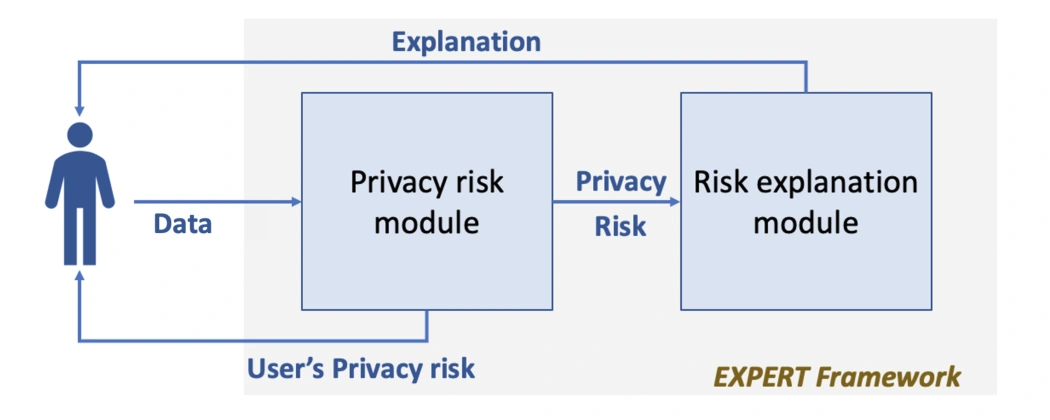 Explanation
Privacy risk
module
Privacy
Risk
Risk explanation
module
Data
User's Privacy risk
EXPERT Framework